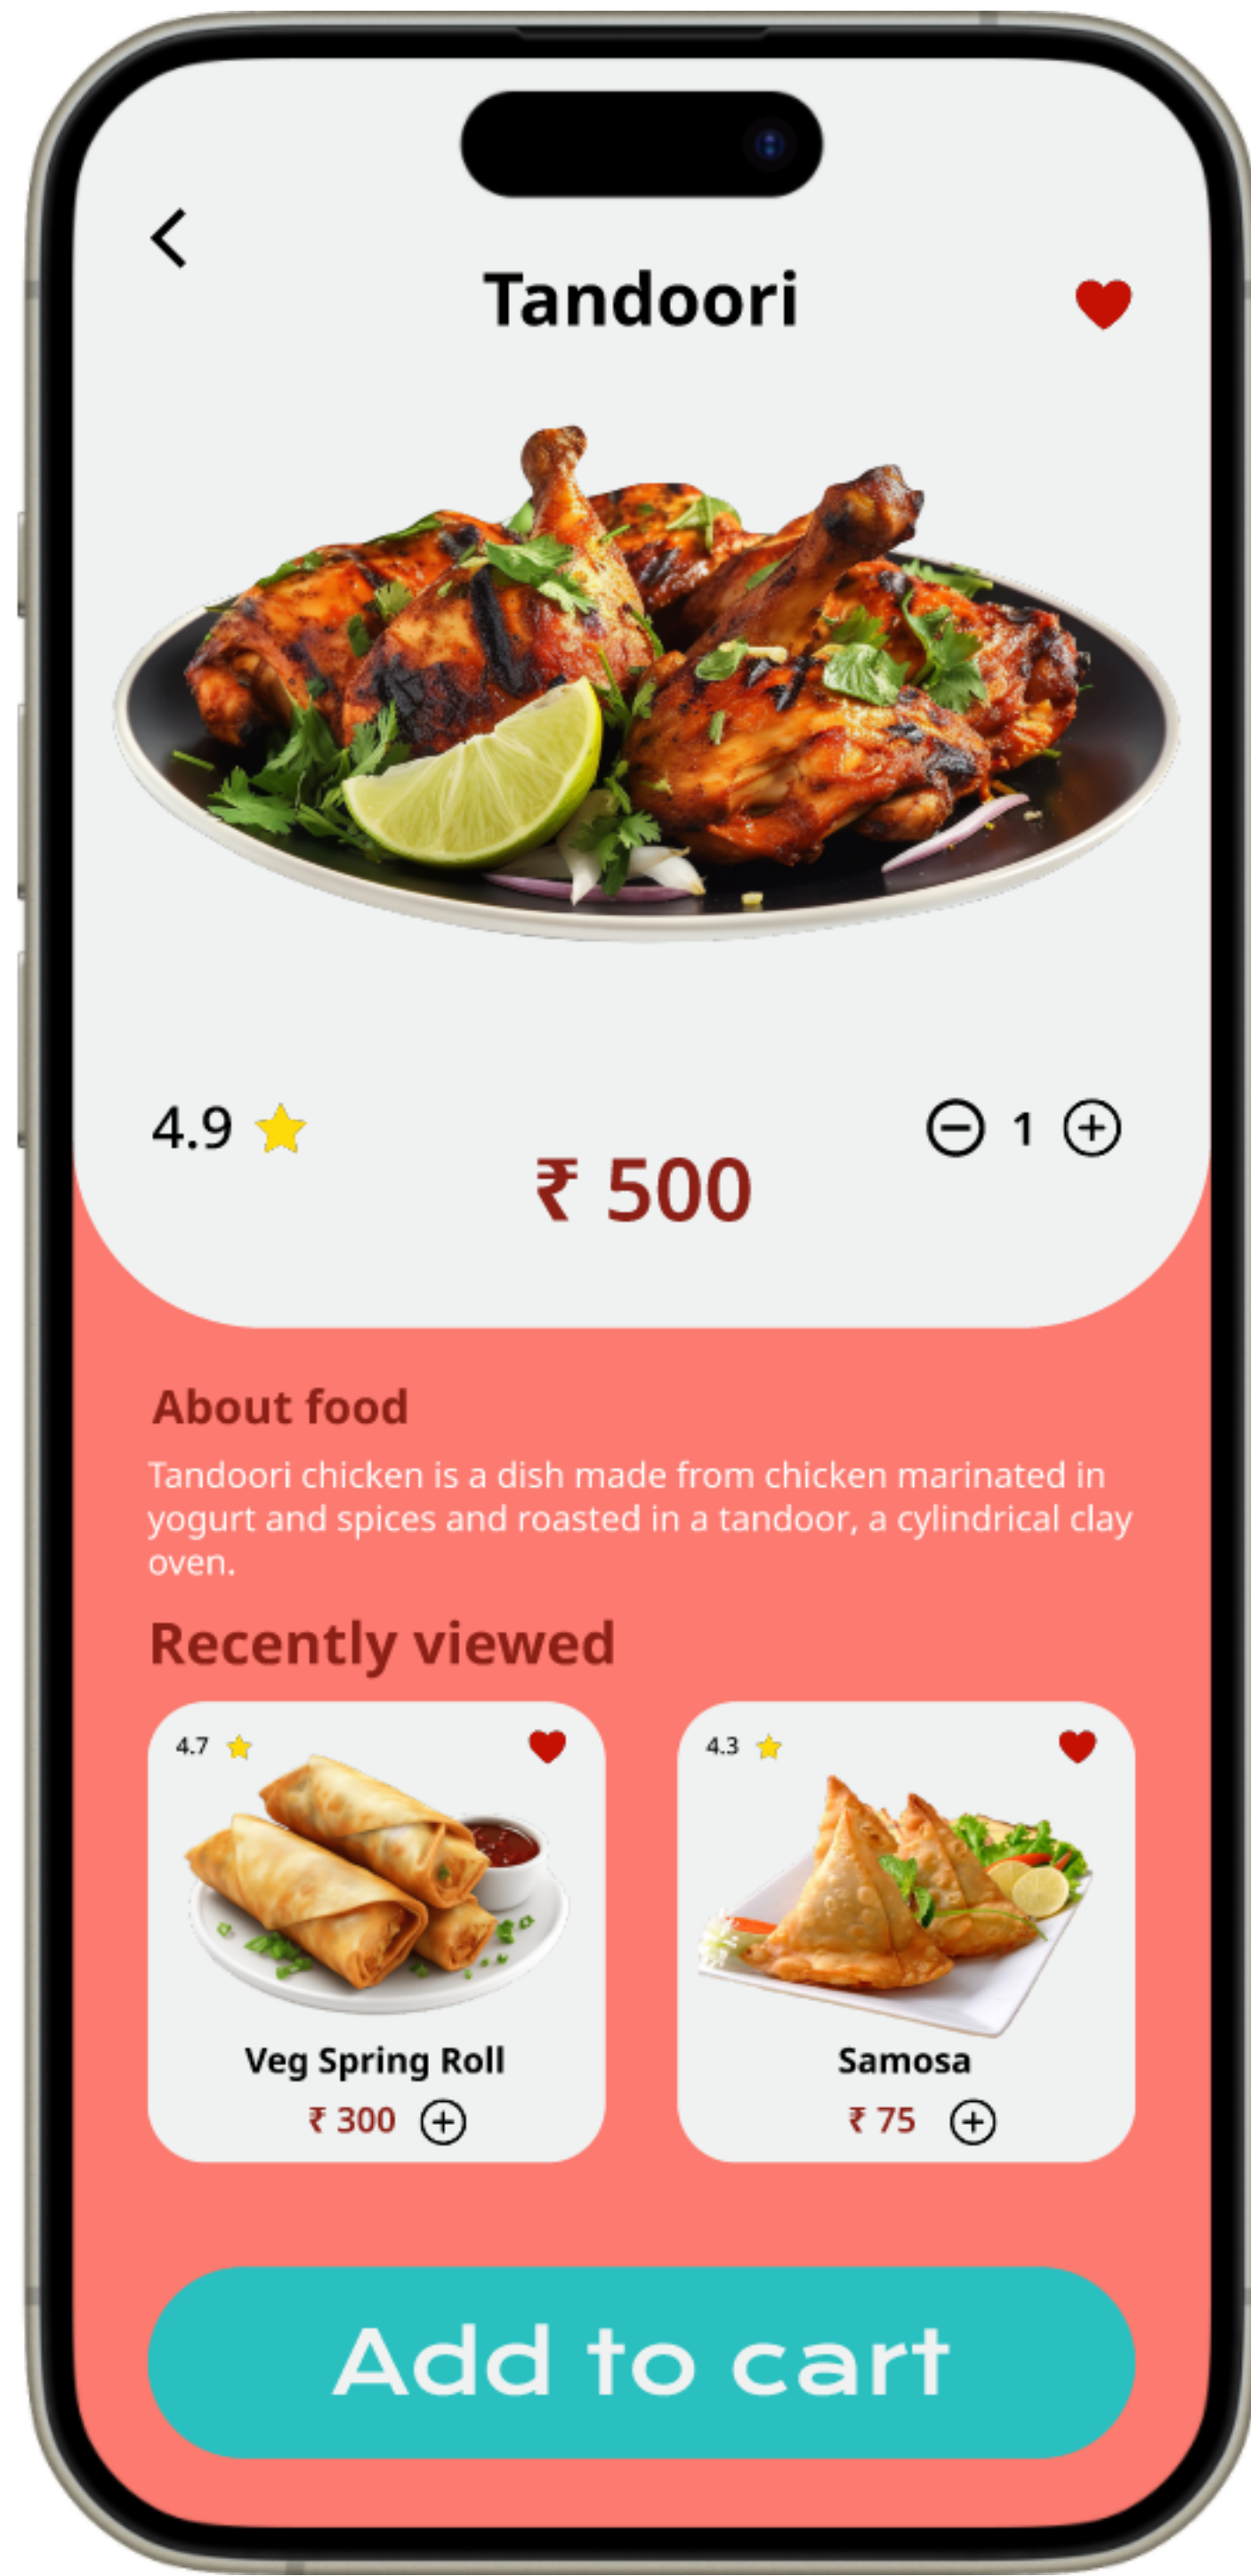 Tandoori
4.9
1
₹ 500
About food
Tandoori chicken is a dish made from chicken marinated in
yogurt and spices and roasted in a tandoor, a cylindrical clay
oven.
Recently viewed
4.7
Veg Spring Roll
₹ 300
4.3
Samosa
₹ 75
Add to cart